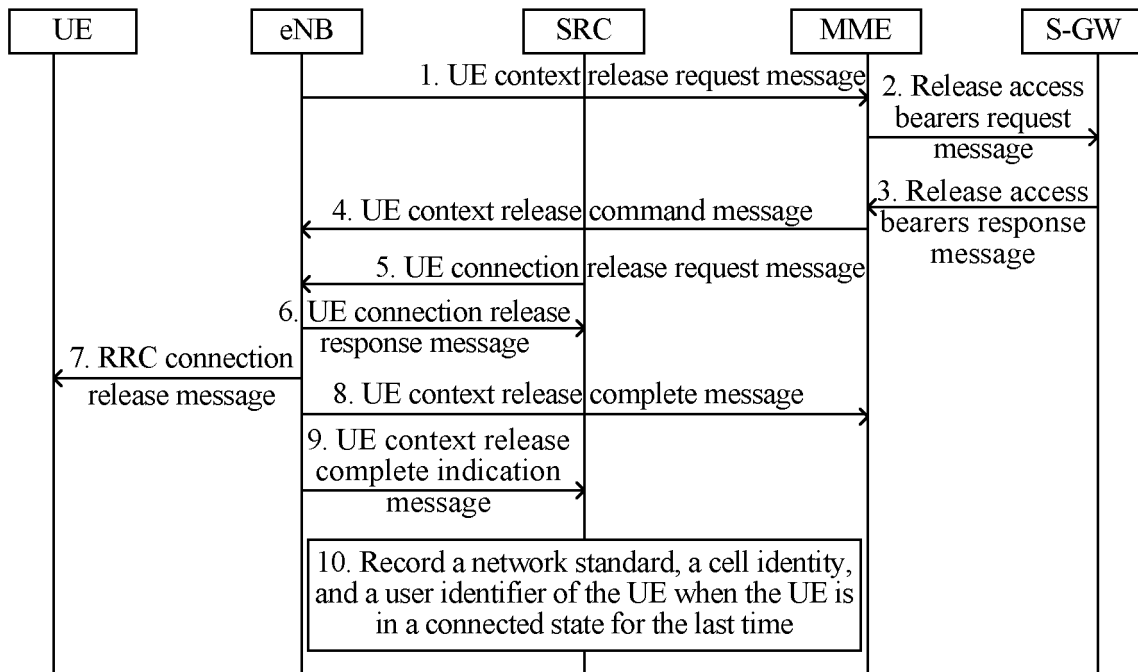 UE
eNB
SRC
MME
S-GW
1. UE context release request message
2. Release access
bearers request
message
3. Release access
bearers response
message
4. UE context release command message
5. UE connection release request message
6. UE connection release
response message
7. RRC connection
release message
8. UE context release complete message
9. UE context release
complete indication
message
10. Record a network standard, a cell identity,
and a user identifier of the UE when the UE is
in a connected state for the last time